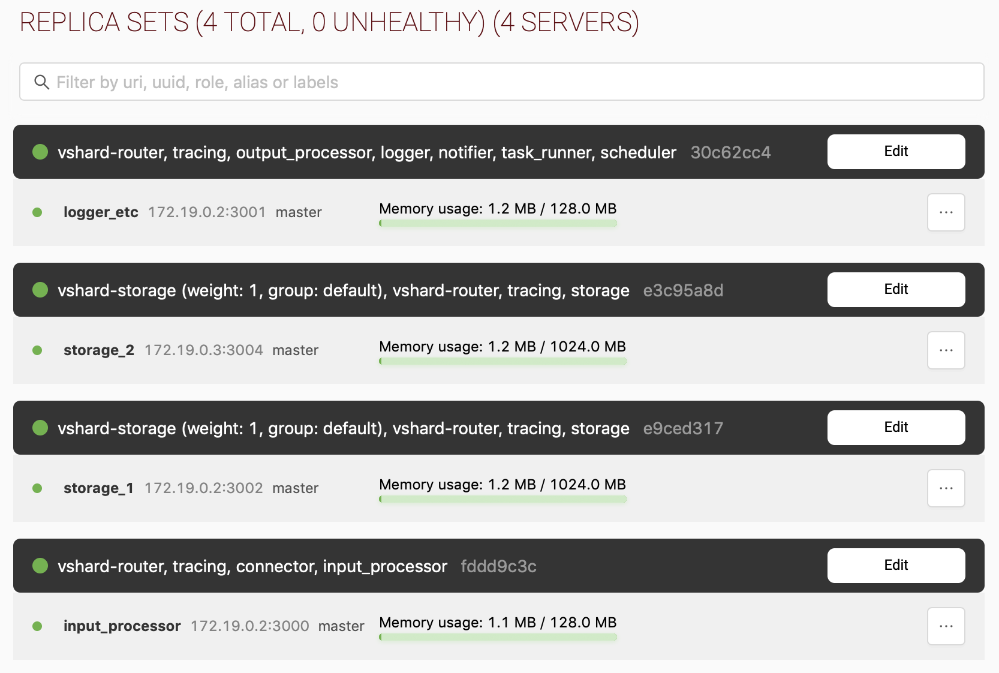 REPLICA SETS (4 TOTAL, 0 UNHEALTHY) (4 SERVERS)
Filter by uri, uuid, role, alias or labels
vshard-router, tracing, output_processor, logger, notifier, task_runner, scheduler 30c62cc4 Edit
logger_etc 172.19.0.2:3001 master Memory usage: 1.2 MB / 128.0 MB ...
vshard-storage (weight: 1, group: default), vshard-router, tracing, storage e3c95a8d Edit
storage_2 172.19.0.3:3004 master Memory usage: 1.2 MB / 1024.0 MB ...
vshard-storage (weight: 1, group: default), vshard-router, tracing, storage e9ced317 Edit
storage_1 172.19.0.2:3002 master Memory usage: 1.2 MB / 1024.0 MB ...
vshard-router, tracing, connector, input_processor fddd9c3c Edit
input_processor 172.19.0.2:3000 master Memory usage: 1.1 MB / 128.0 MB ...